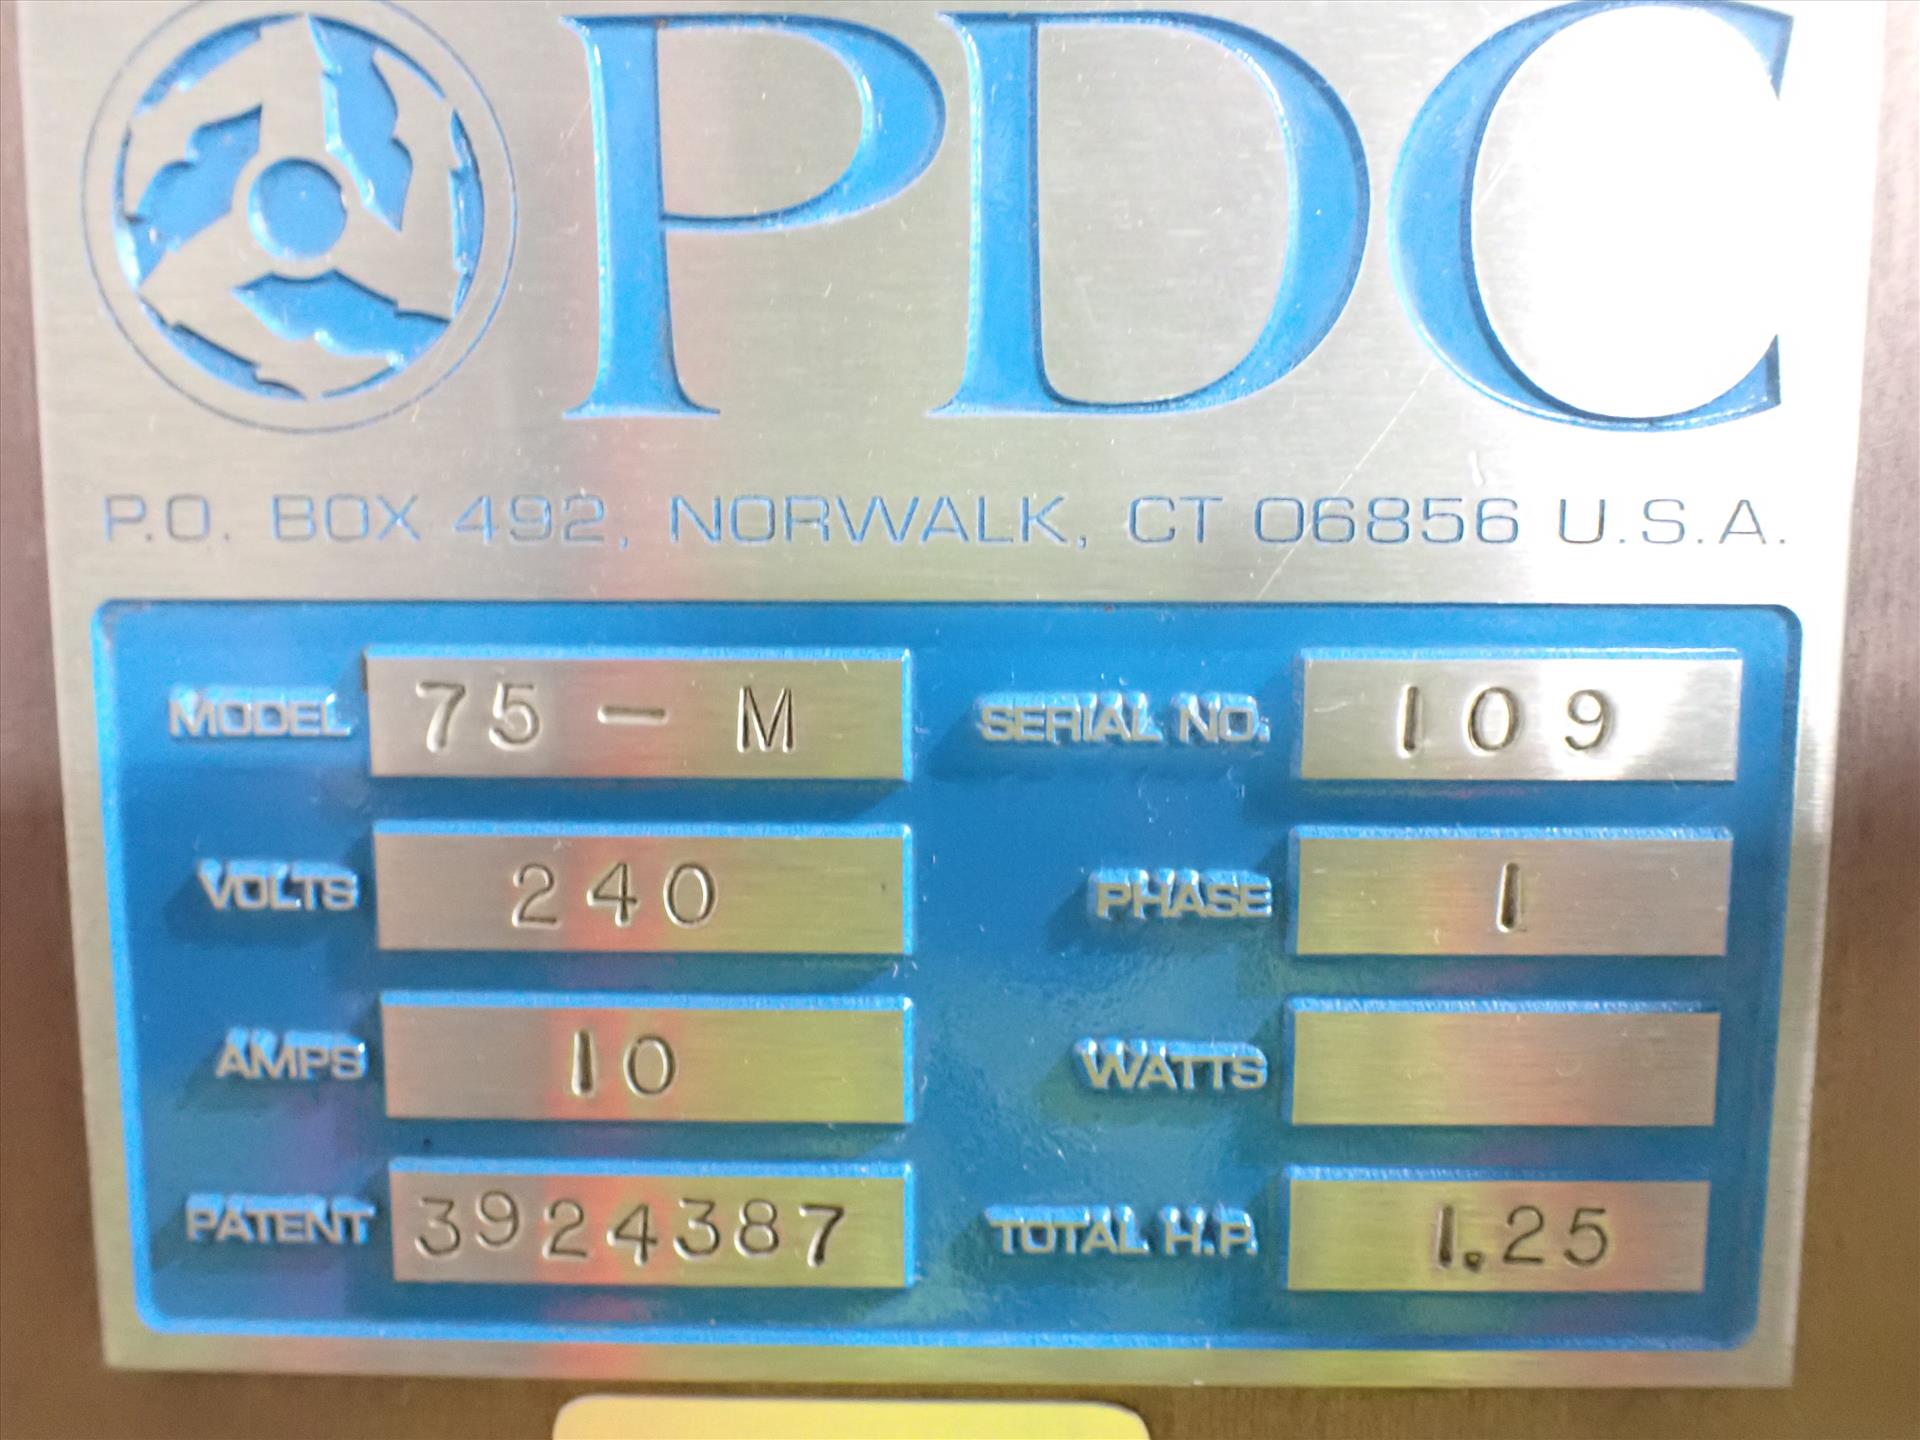 PDC
P.O. BOX 492, NORWALK, CT 06856 U.S.A.
MODEL 75-M SERIAL NO. 109
VOLTS 240 PHASE 1
AMPS 10 WATTS
PATENT 3924387 TOTAL H.P. 1.25